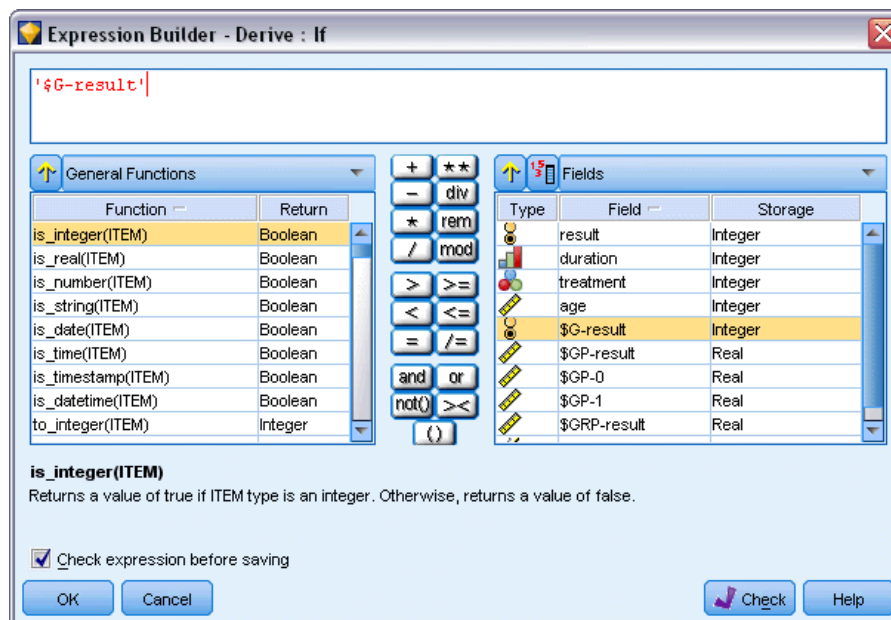 Expression Builder - Derive : If
'$G-result'
General Functions
Function Return
is_integer(ITEM) Boolean
is_real(ITEM) Boolean
is_number(ITEM) Boolean
is_string(ITEM) Boolean
is_date(ITEM) Boolean
is_time(ITEM) Boolean
is_timestamp(ITEM) Boolean
is_datetime(ITEM) Boolean
to_integer(ITEM) Integer
+ **
- div
* rem
/ mod
> >=
< <=
= /=
and or
not() ><
()
Fields
Type Field Storage
result Integer
duration Integer
treatment Integer
age Integer
$G-result Integer
$GP-result Real
$GP-0 Real
$GP-1 Real
$GRP-result Real
is_integer(ITEM)
Returns a value of true if ITEM type is an integer. Otherwise, returns a value of false.
Check expression before saving
OK Cancel Check Help